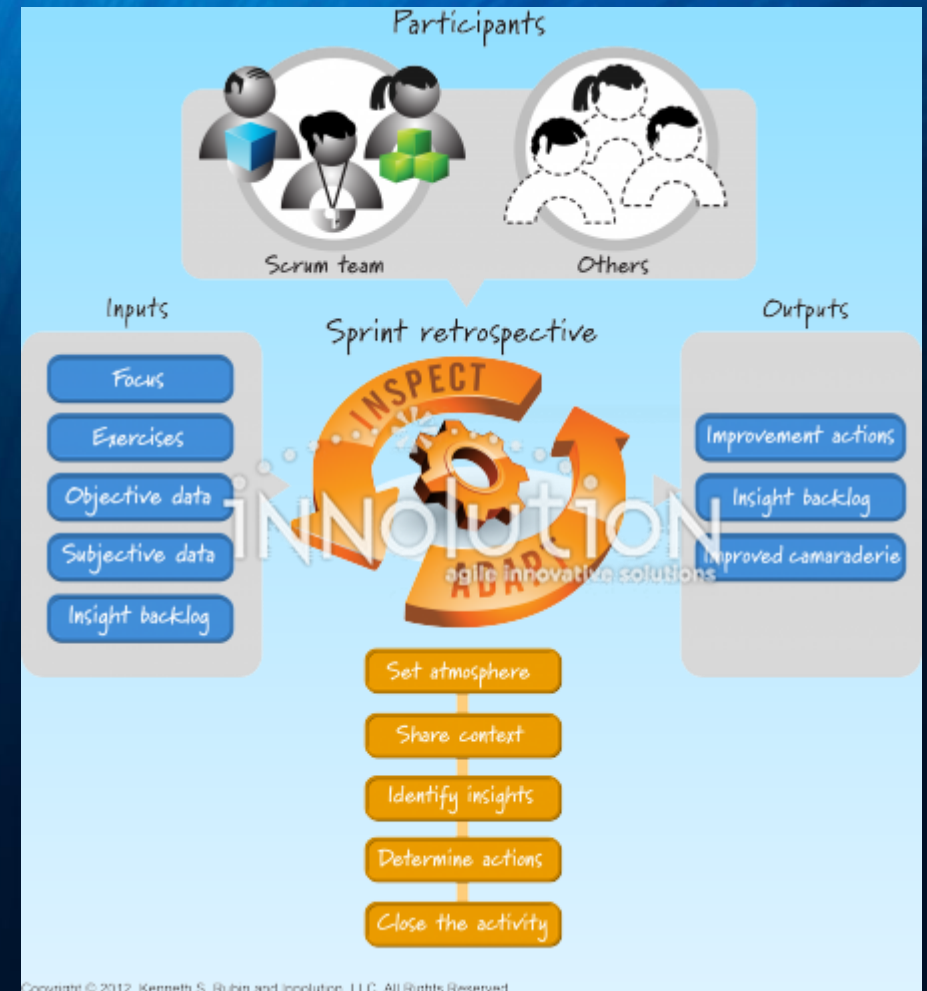 Participants
Scrum team
Others
Inputs
Focus
Exercises
Objective data
Subjective data
Insight backlog
Sprint retrospective
INSPECT
ADAPT
iNNolUtioN
agile innovative solutions
Outputs
Improvement actions
Insight backlog
Improved camaraderie
Set atmosphere
Share context
Identify insights
Determine actions
Close the activity
Copyright © 2012, Kenneth S. Rubin and Innolution, LLC. All Rights Reserved.